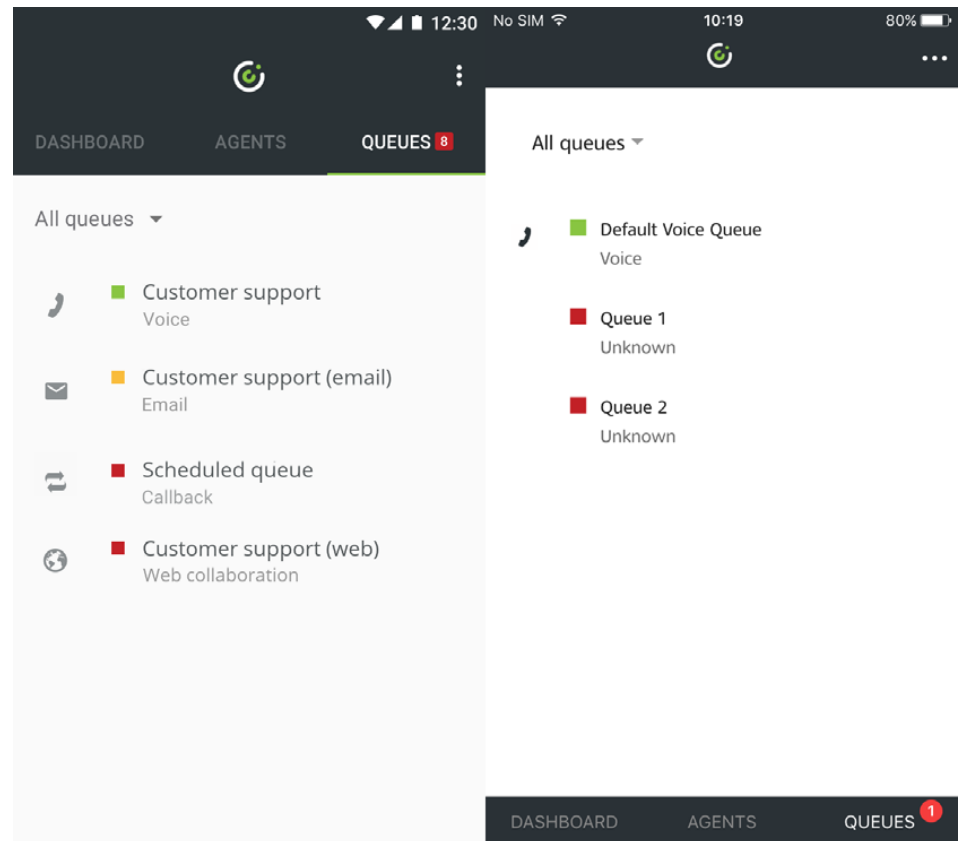 12:30
DASHBOARD AGENTS QUEUES 8
All queues
Customer support
Voice
Customer support (email)
Email
Scheduled queue
Callback
Customer support (web)
Web collaboration
No SIM 10:19 80%
All queues
Default Voice Queue
Voice
Queue 1
Unknown
Queue 2
Unknown
DASHBOARD AGENTS QUEUES 1